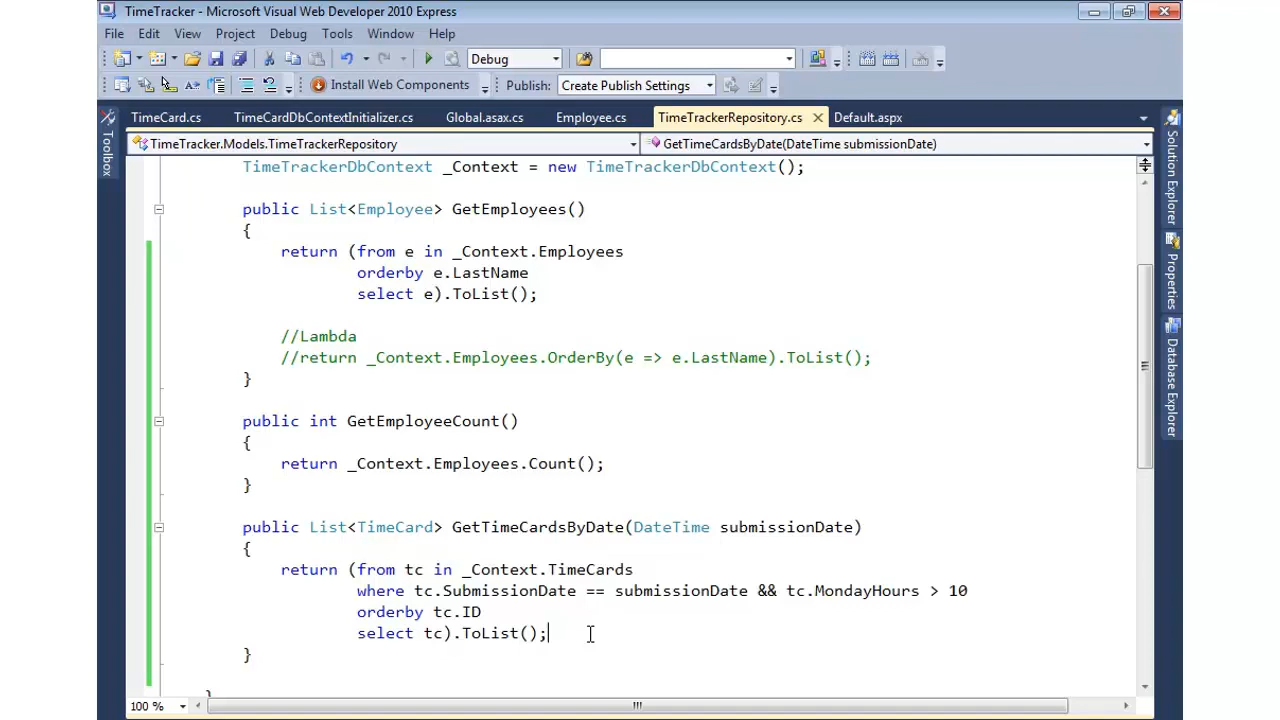 TimeTracker - Microsoft Visual Web Developer 2010 Express
File Edit View Project Debug Tools Window Help
Debug
Install Web Components Publish: Create Publish Settings
TimeCard.cs TimeCardDbContextInitializer.cs Global.asax.cs Employee.cs TimeTrackerRepository.cs Default.aspx
TimeTracker.Models.TimeTrackerRepository GetTimeCardsByDate(DateTime submissionDate)
Toolbox
TimeTrackerDbContext _Context = new TimeTrackerDbContext();
public List<Employee> GetEmployees()
{
return (from e in _Context.Employees
orderby e.LastName
select e).ToList();
//Lambda
//return _Context.Employees.OrderBy(e => e.LastName).ToList();
}
public int GetEmployeeCount()
{
return _Context.Employees.Count();
}
public List<TimeCard> GetTimeCardsByDate(DateTime submissionDate)
{
return (from tc in _Context.TimeCards
where tc.SubmissionDate == submissionDate && tc.MondayHours > 10
orderby tc.ID
select tc).ToList();
}
}
100 %
Solution Explorer
Properties
Database Explorer